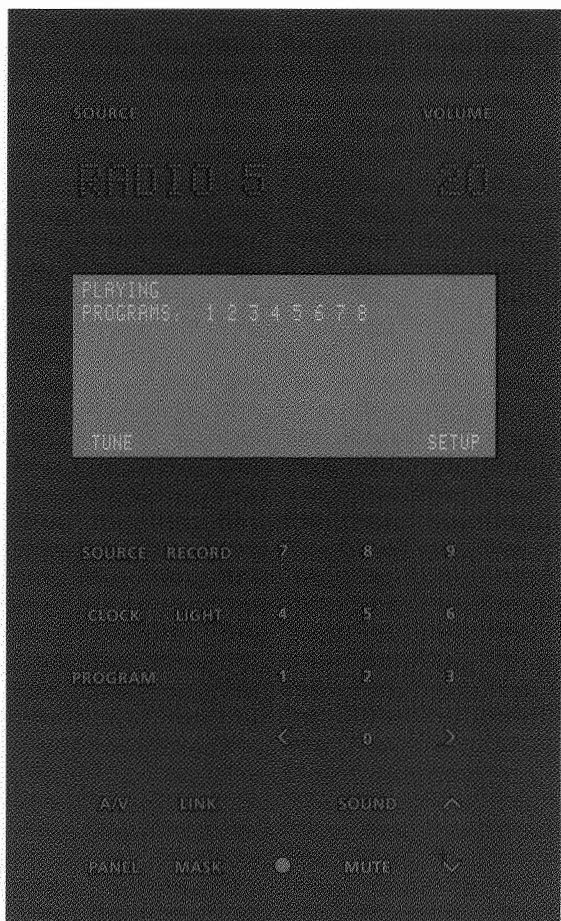 SOURCE VOLUME
RADIO 5 20
PLAYING
PROGRAMS. 1 2 3 4 5 6 7 8
TUNE SETUP
SOURCE RECORD 7 8 9
CLOCK LIGHT 4 5 6
PROGRAM 1 2 3
< 0 >
A/V LINK SOUND ^
PANEL MASK MUTE